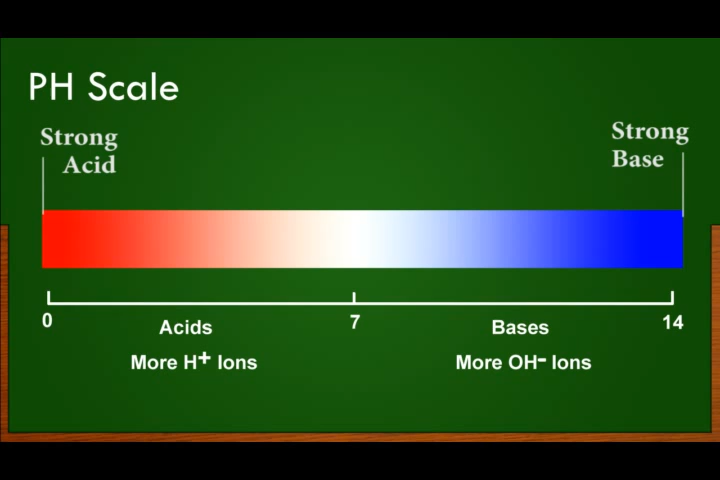 PH Scale
Strong
Acid
Strong
Base
0
7
14
Acids
Bases
More H+ Ions
More OH- Ions